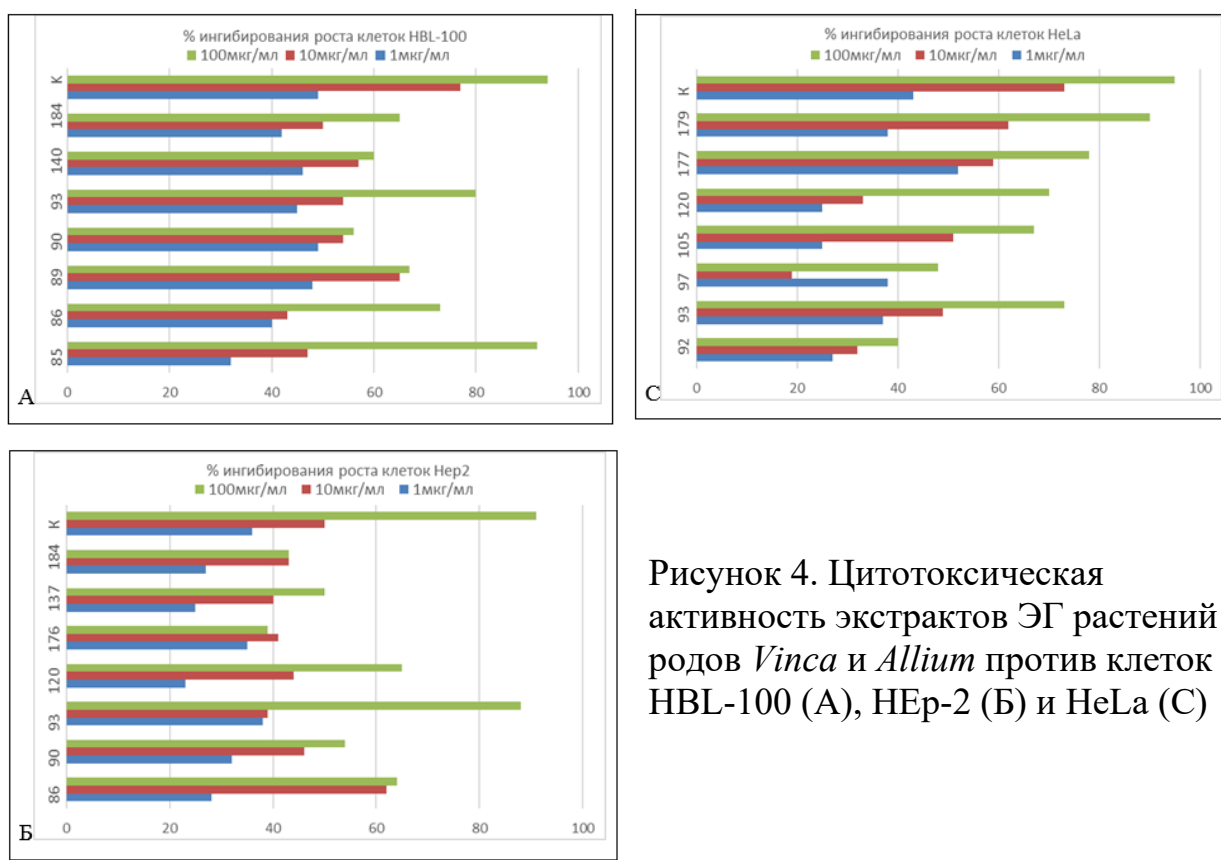 % ингибирования роста клеток HBL-100
100мкг/мл 10мкг/мл 1мкг/мл
К
184
140
93
90
89
86
85
0 20 40 60 80 100
А
% ингибирования роста клеток HeLa
100мкг/мл 10мкг/мл 1мкг/мл
К
179
177
120
105
97
93
92
0 20 40 60 80 100
С
% ингибирования роста клеток Hep2
100мкг/мл 10мкг/мл 1мкг/мл
К
184
137
176
120
93
90
86
0 20 40 60 80 100
Б
Рисунок 4. Цитотоксическая
активность экстрактов ЭГ растений
родов Vinca и Allium против клеток
HBL-100 (А), HEp-2 (Б) и HeLa (С)